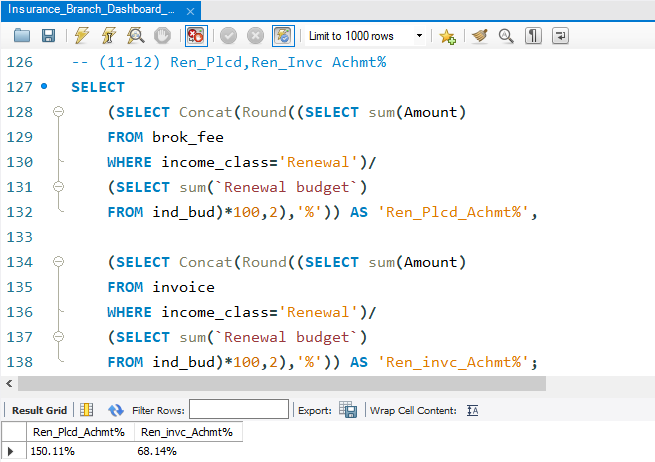 Insurance_Branch_Dashboard_...
Limit to 1000 rows
126 -- (11-12) Ren_Plcd,Ren_Invc Achmt%
127 SELECT
128 (SELECT Concat(Round((SELECT sum(Amount)
129 FROM brok_fee
130 WHERE income_class='Renewal')/
131 (SELECT sum(`Renewal budget`)
132 FROM ind_bud)*100,2),'%')) AS 'Ren_Plcd_Achmt%',
133
134 (SELECT Concat(Round((SELECT sum(Amount)
135 FROM invoice
136 WHERE income_class='Renewal')/
137 (SELECT sum(`Renewal budget`)
138 FROM ind_bud)*100,2),'%')) AS 'Ren_invc_Achmt%';
Result Grid Filter Rows: Export: Wrap Cell Content:
Ren_Plcd_Achmt% Ren_invc_Achmt%
150.11% 68.14%